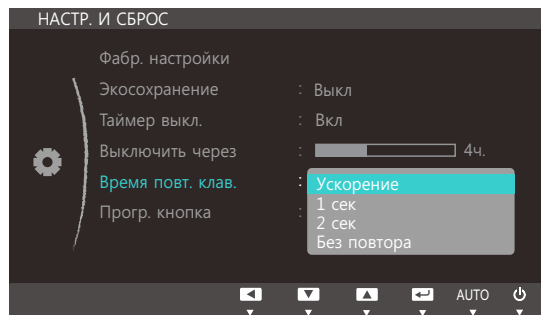 НАСТР. И СБРОС
Фабр. настройки
Экосохранение : Выкл
Таймер выкл. : Вкл
Выключить через : 4ч.
Время повт. клав. : Ускорение
1 сек
Прогр. кнопка :
2 сек
Без повтора
AUTO